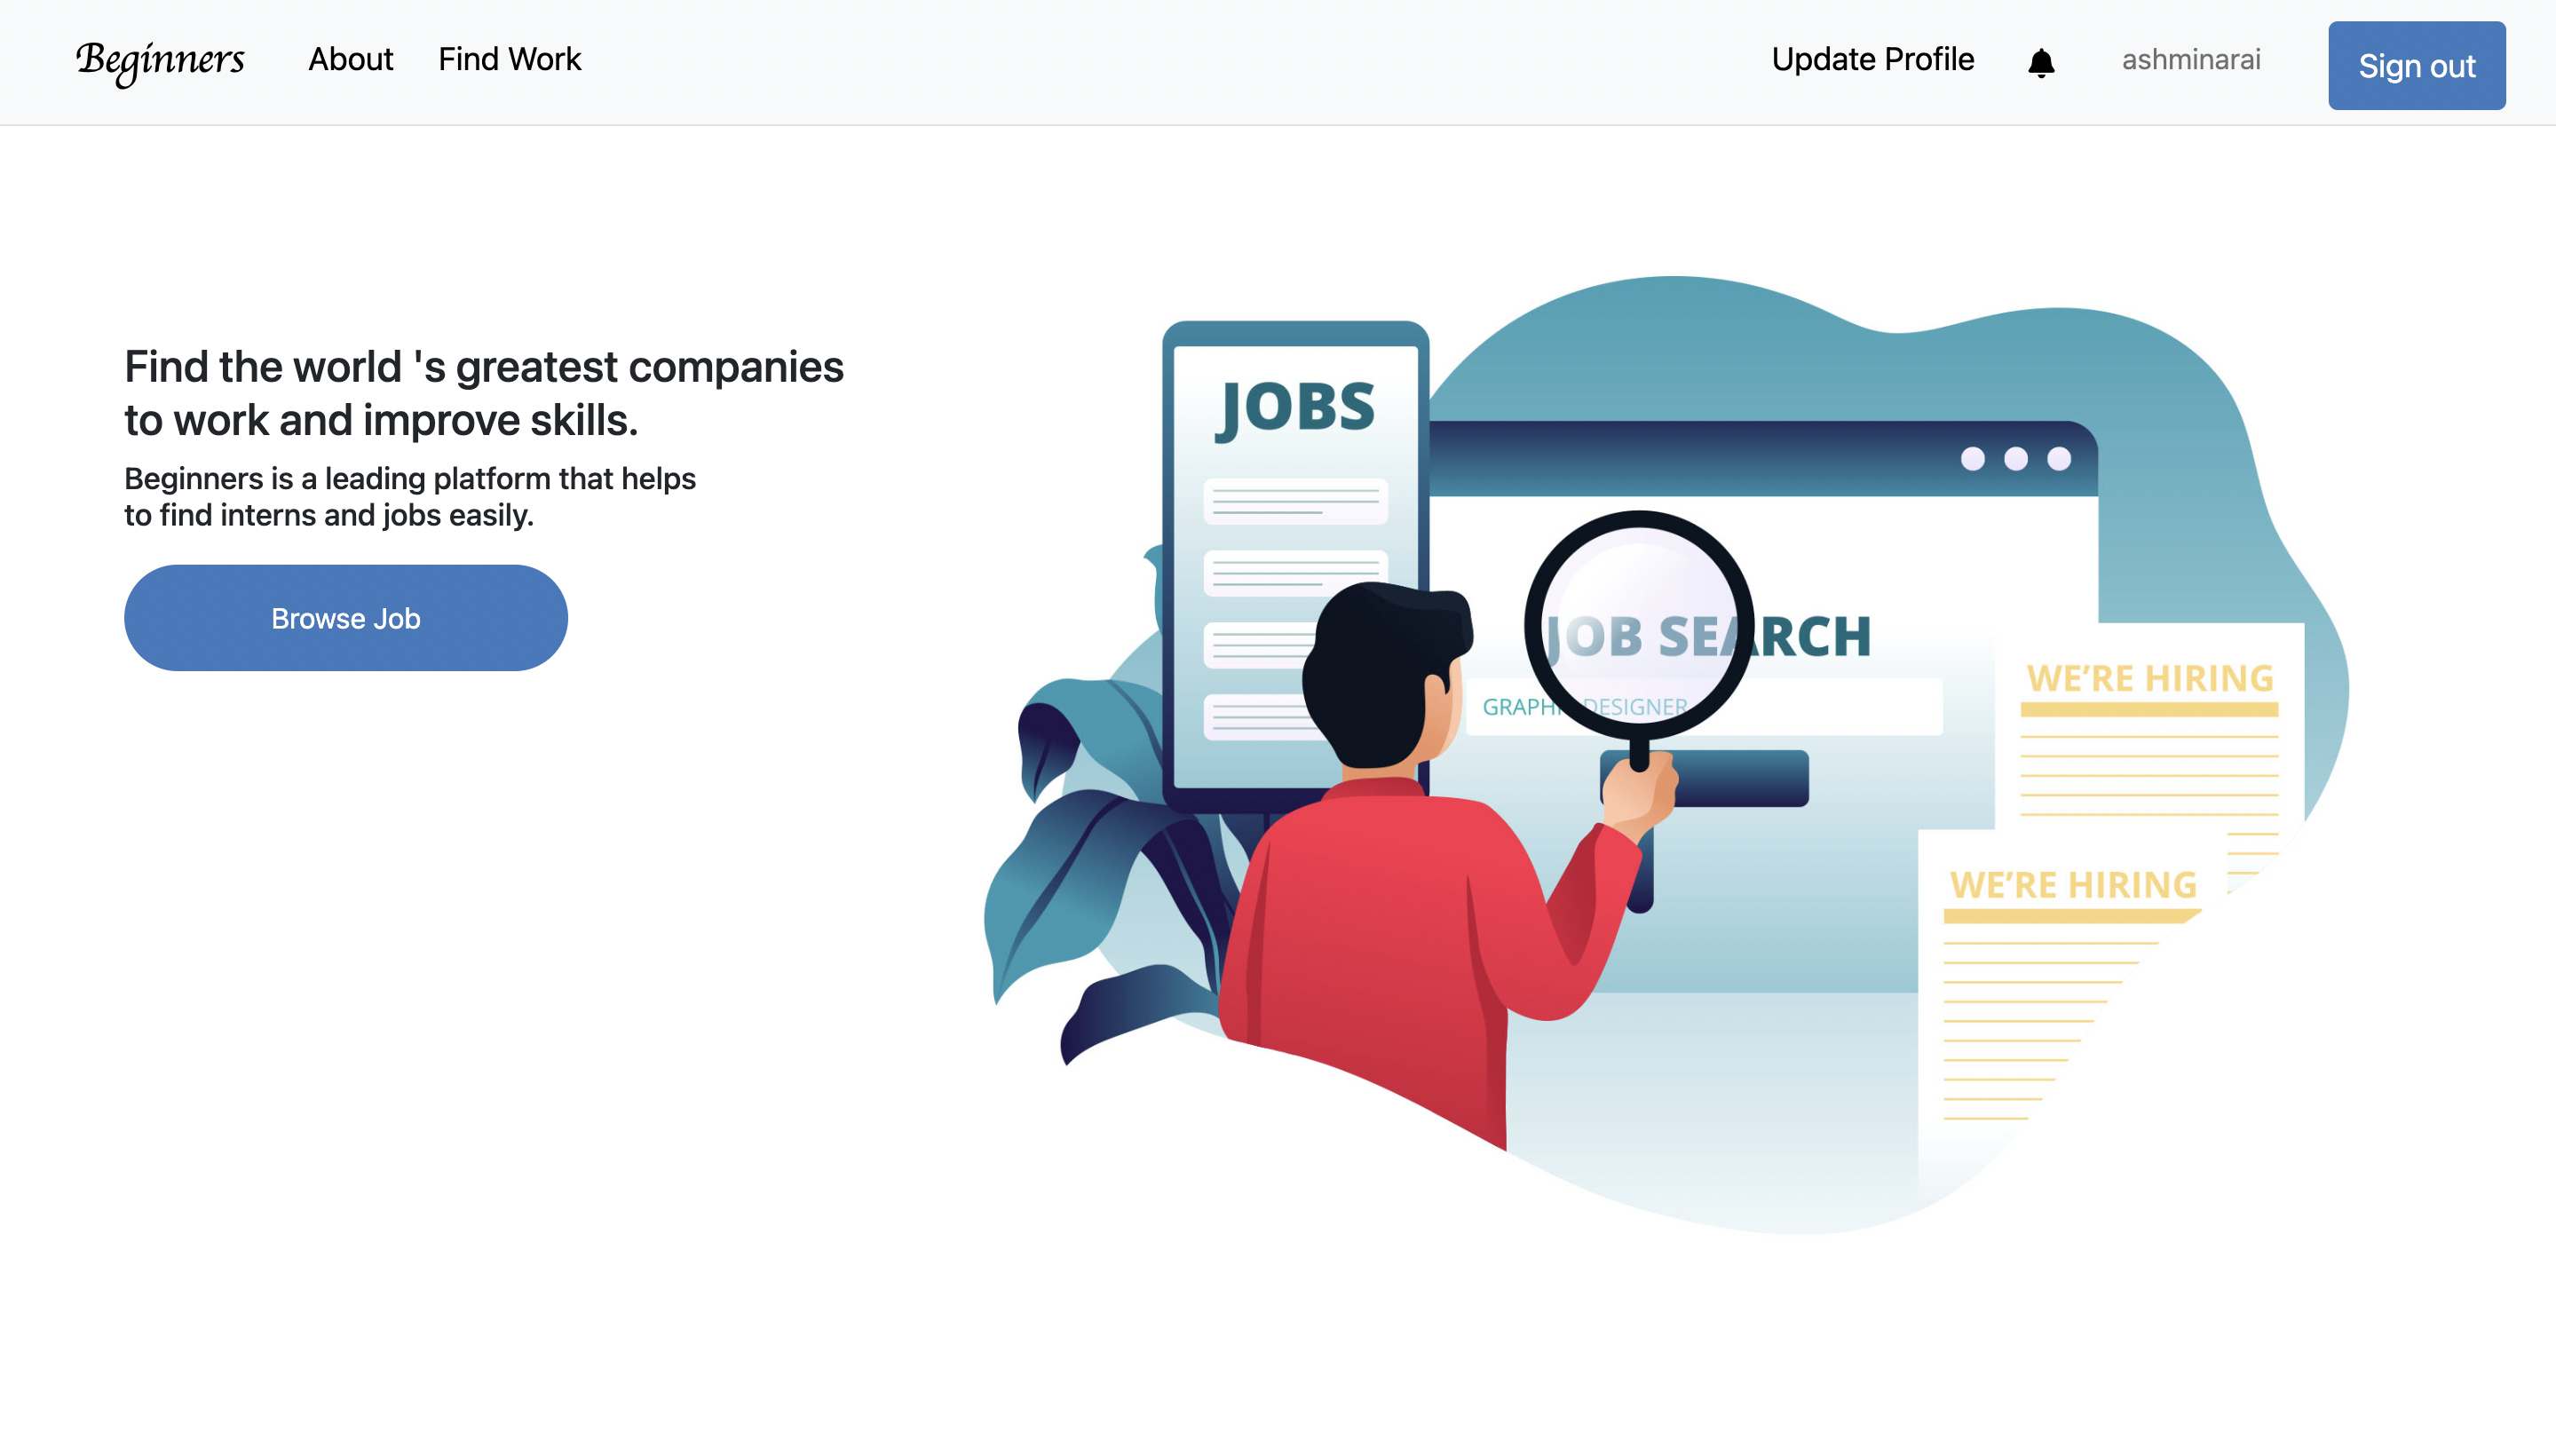 Beginners About Find Work Update Profile ashminarai Sign out
Find the world 's greatest companies
to work and improve skills.
Beginners is a leading platform that helps
to find interns and jobs easily.
Browse Job
JOBS
JOB SEARCH
DESIGNER
WE'RE HIRING
WE'RE HIRING